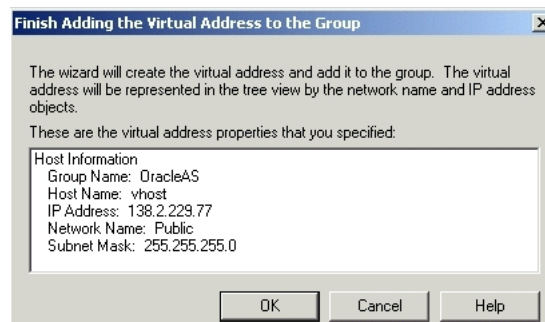 Finish Adding the Virtual Address to the Group
The wizard will create the virtual address and add it to the group. The virtual
address will be represented in the tree view by the network name and IP address
objects.
These are the virtual address properties that you specified:
Host Information
Group Name: OracleAS
Host Name: vhost
IP Address: 138.2.229.77
Network Name: Public
Subnet Mask: 255.255.255.0
OK Cancel Help